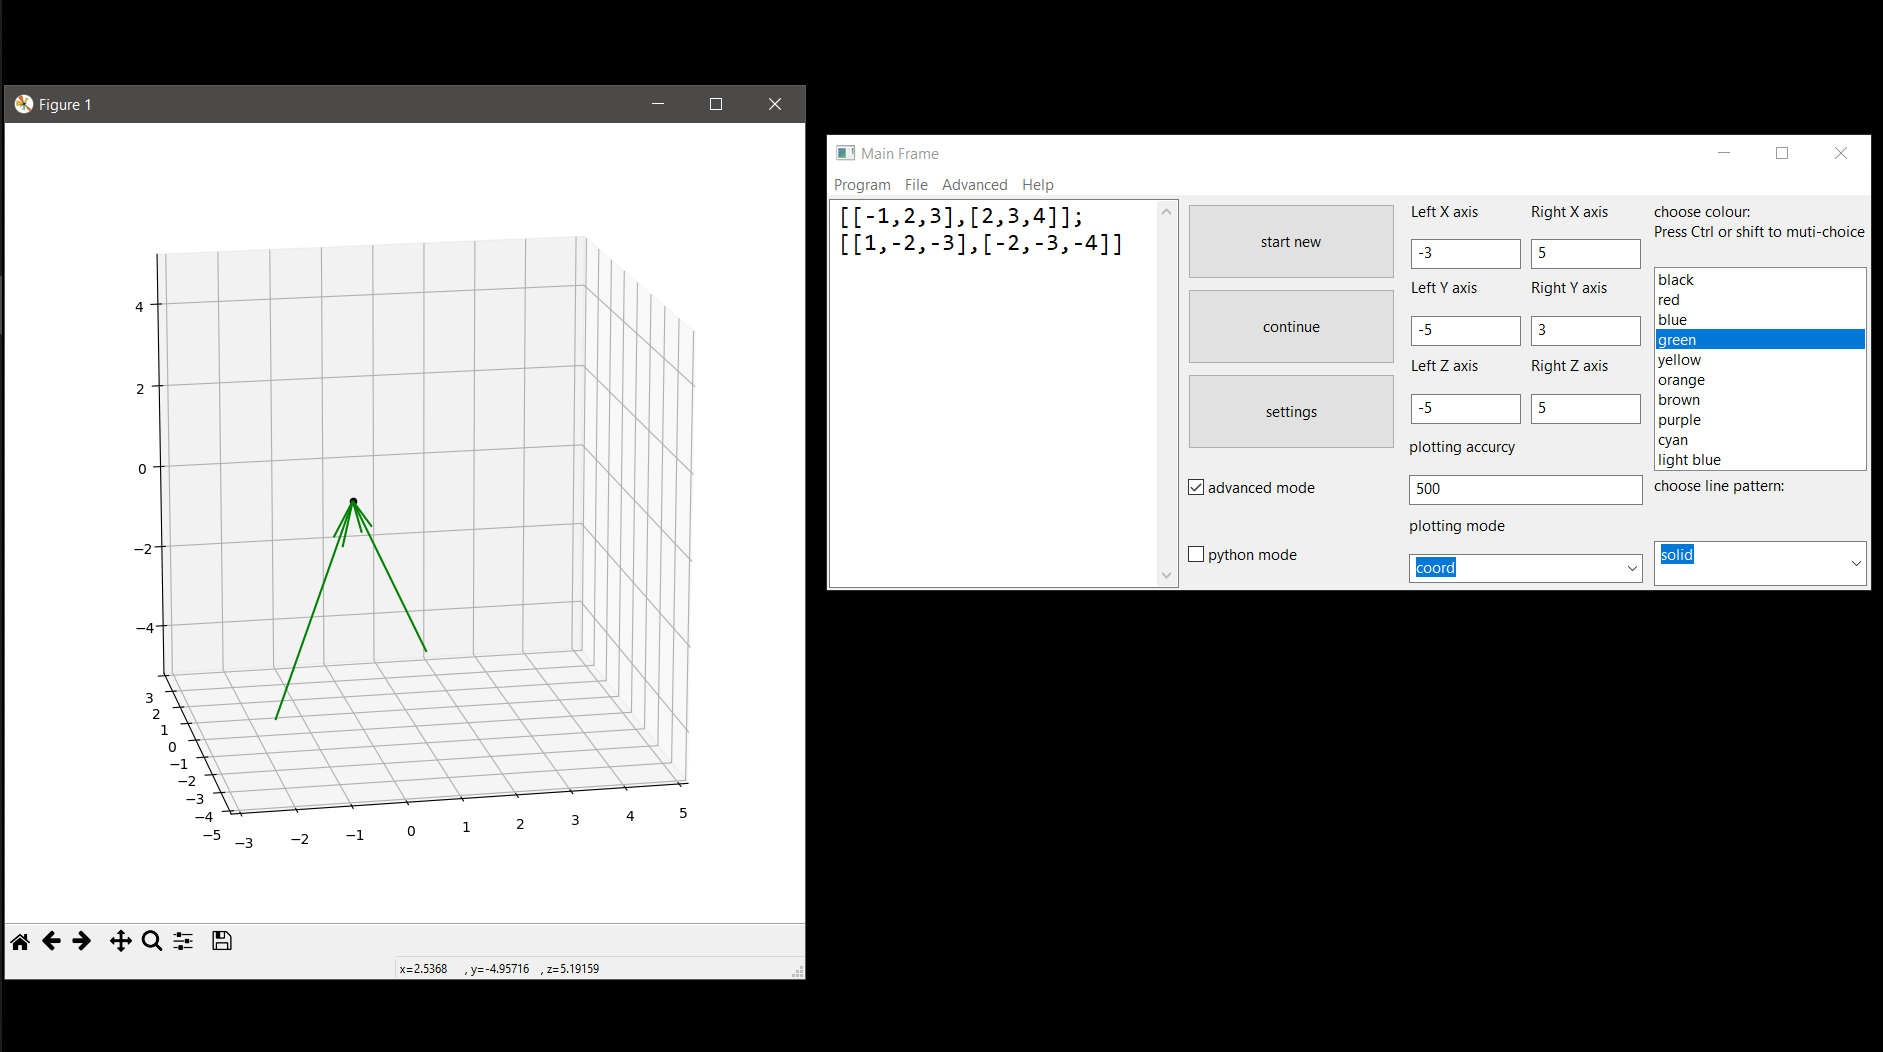 Figure 1
4
2
0
−2
−4
3
2
1
0
−1
−2
−3
−4
−5
−3
−2
−1
0
1
2
3
4
5
x=2.5368 , y=-4.95716 , z=5.19159
Main Frame
Program File Advanced Help
[[-1,2,3],[2,3,4]];
[[1,-2,-3],[-2,-3,-4]]
start new
continue
settings
advanced mode
python mode
Left X axis Right X axis
-3 5
Left Y axis Right Y axis
-5 3
Left Z axis Right Z axis
-5 5
plotting accurcy
500
plotting mode
coord
choose colour:
Press Ctrl or shift to muti-choice
black
red
blue
green
yellow
orange
brown
purple
cyan
light blue
choose line pattern:
solid